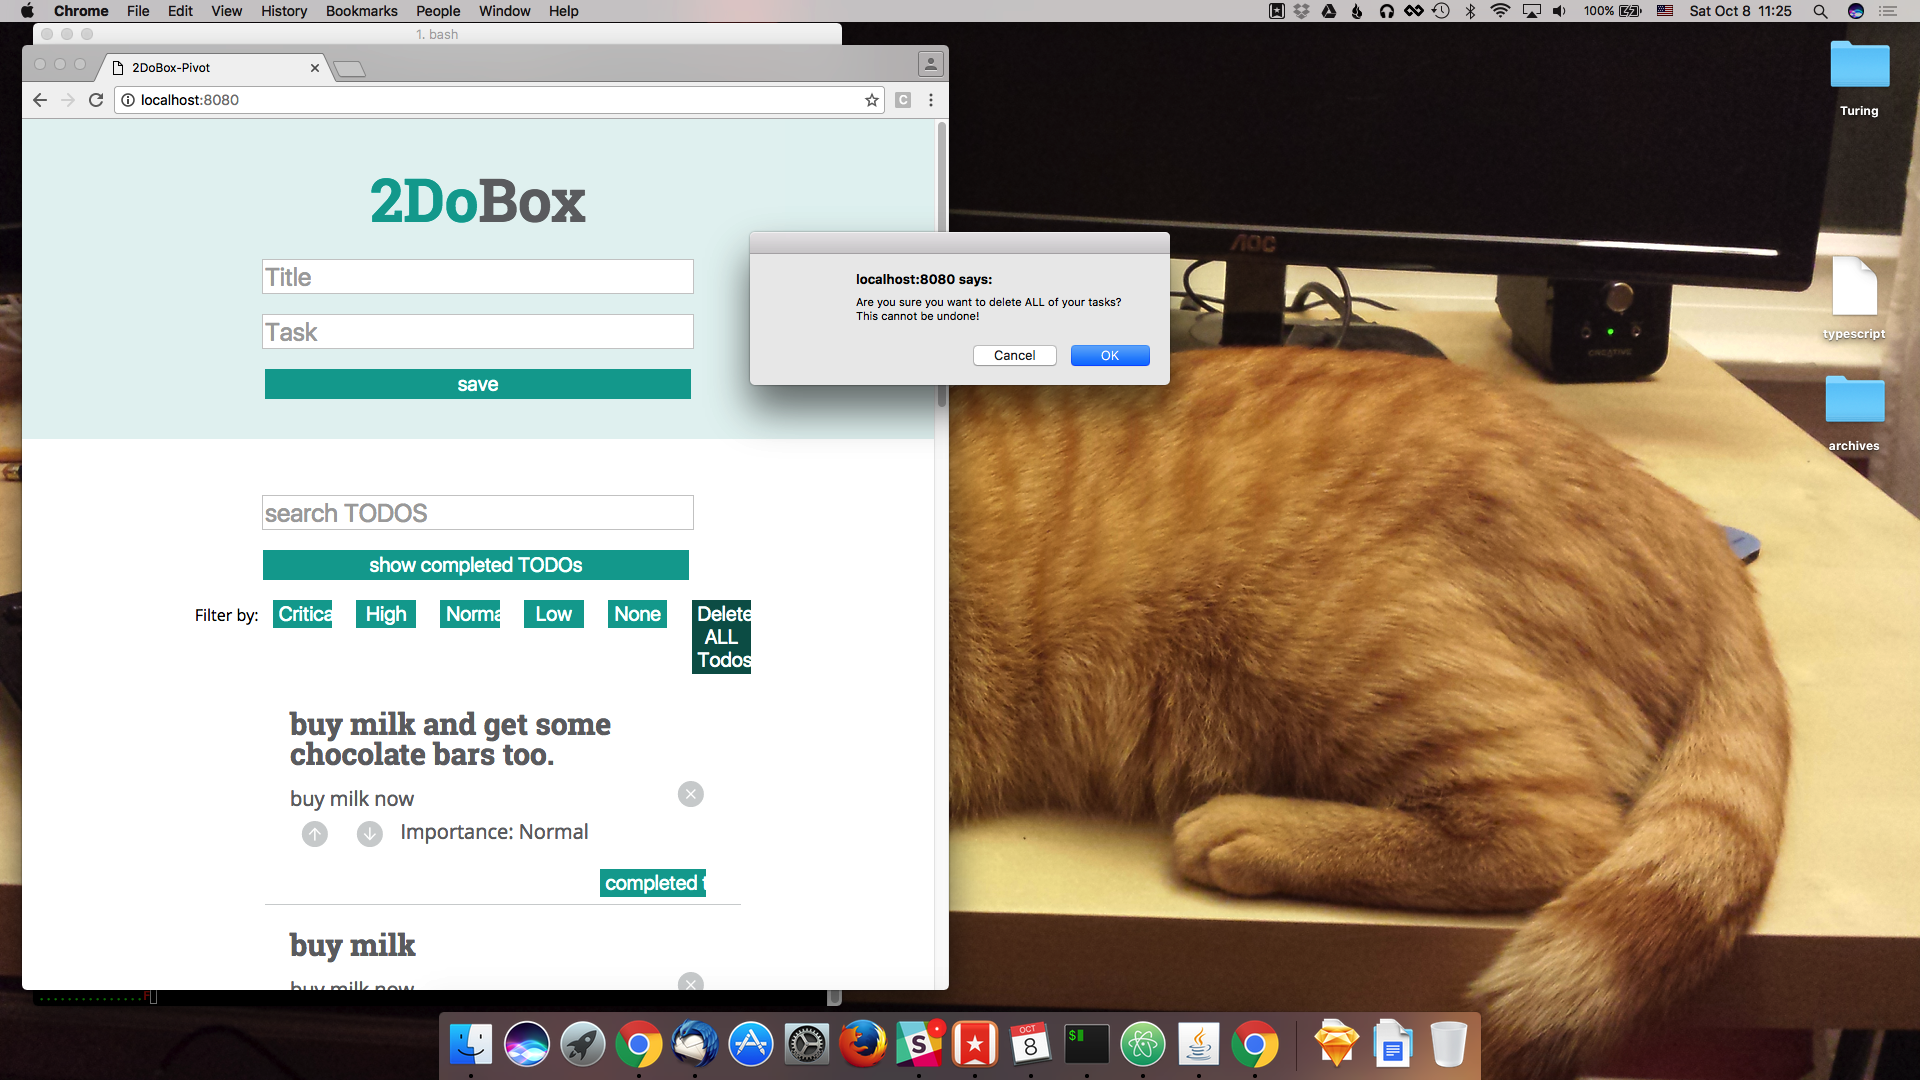 Chrome File Edit View History Bookmarks People Window Help
100% Sat Oct 8 11:25
1. bash
2DoBox-Pivot
localhost:8080
C
2DoBox
Title
Task
save
search TODOS
show completed TODOs
Filter by: Critica High Norma Low None Delete
ALL
Todos
buy milk and get some
chocolate bars too.
buy milk now
Importance: Normal
completed t
buy milk
buy milk now
localhost:8080 says:
Are you sure you want to delete ALL of your tasks?
This cannot be undone!
Cancel OK
AOC
CREATIVE
Turing
typescript
archives
S
OCT
8
$